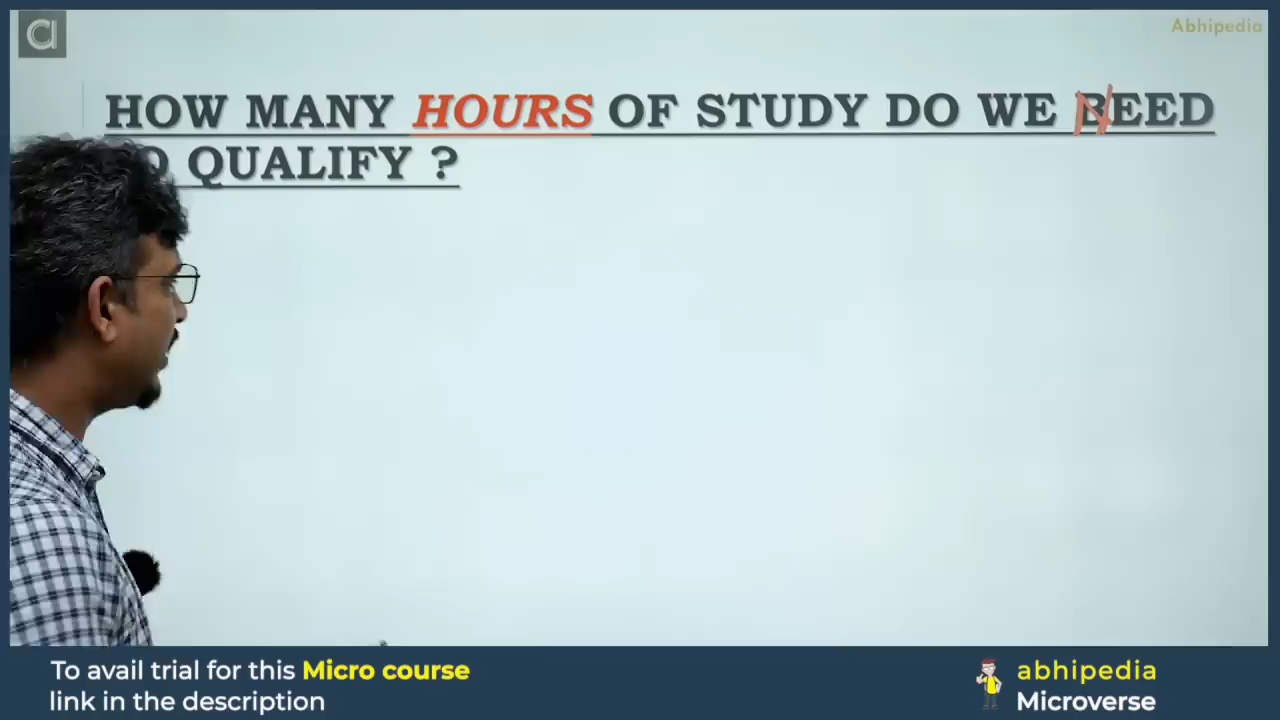 Abhipedia
HOW MANY HOURS OF STUDY DO WE NEED
QUALIFY ?
To avail trial for this Micro course
link in the description
abhipedia
Microverse